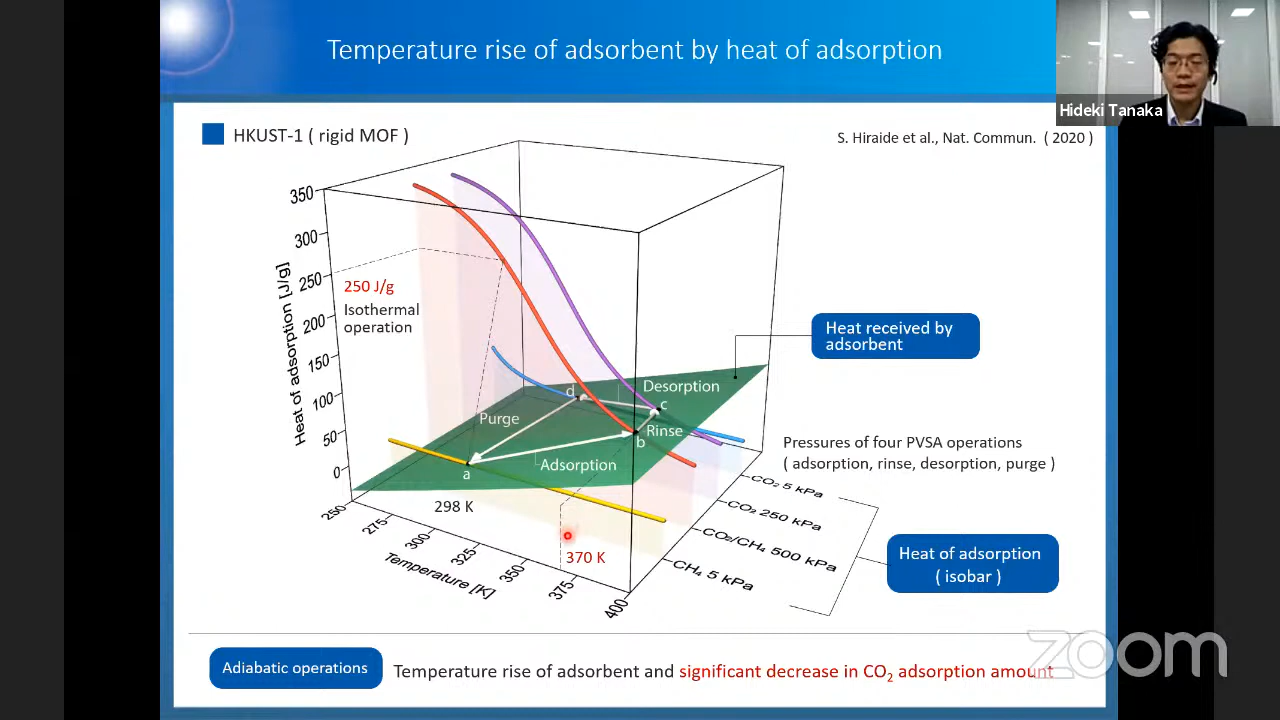 Temperature rise of adsorbent by heat of adsorption
Hideki Tanaka
HKUST-1 ( rigid MOF )
S. Hiraide et al., Nat. Commun. ( 2020 )
350
300
250
200
150
100
50
0
Heat of adsorption [J/g]
250 J/g
Isothermal
operation
Heat received by
adsorbent
Desorption
d
c
Purge
Rinse
b
Adsorption
a
298 K
370 K
Pressures of four PVSA operations
( adsorption, rinse, desorption, purge )
CO₂ 5 kPa
CO₂ 250 kPa
CO₂/CH₄ 500 kPa
CH₄ 5 kPa
250
275
300
325
350
375
400
Temperature [K]
Heat of adsorption
( isobar )
zoom
Adiabatic operations
Temperature rise of adsorbent and significant decrease in CO₂ adsorption amount